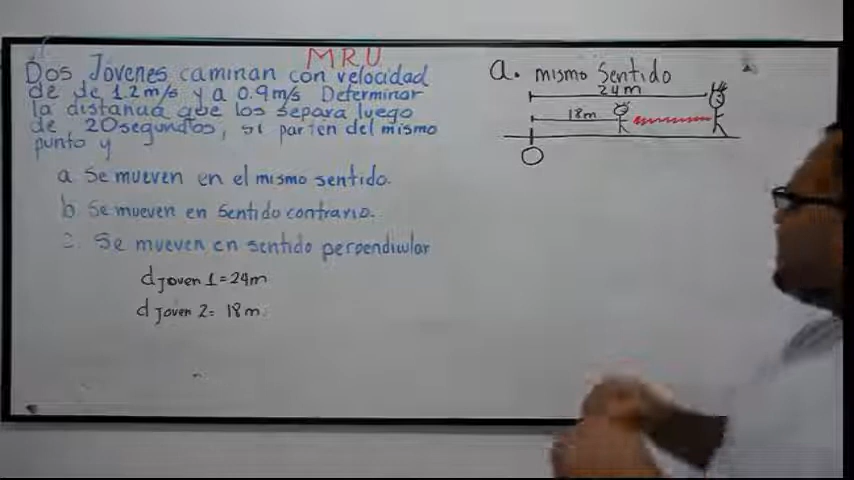 MRU
Dos Jovenes caminan con velocidad
de de 1.2 m/s y a 0.9 m/s Determinar
la distancia que los separa luego
de 20 segundos, si parten del mismo
punto y
a Se mueven en el mismo sentido.
b Se mueven en sentido contrario.
c Se mueven en sentido perpendicular
d Joven 1 = 24m
d Joven 2 = 18 m
a. mismo Sentido
24 m
18m
O